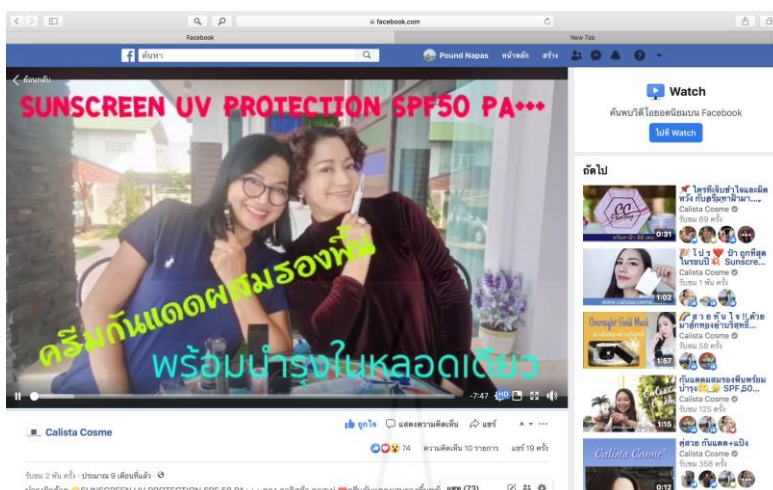 facebook.com
Facebook
New Tab
ค้นหา
Pound Napas
หน้าหลัก
สร้าง
ย้อนกลับ
SUNSCREEN UV PROTECTION SPF50 PA+++
ครีมกันแดดผสมรองพื้น
พร้อมบำรุงในหลอดเดียว
-7:47
HD
Calista Cosme
ถูกใจ
แสดงความคิดเห็น
แชร์
74
ความคิดเห็น 10 รายการ
แชร์ 19 ครั้ง
รับชม 2 พัน ครั้ง · ประมาณ 9 เดือนที่แล้ว ·
แชท (73)
Watch
ค้นพบวิดีโอยอดนิยมบน Facebook
ไปที่ Watch
ถัดไป
Calista Cosme
รับชม 69 ครั้ง
0:31
Calista Cosme
รับชม 1 พัน ครั้ง
1:02
Overnight Gold Mask
Calista Cosme
รับชม 58 ครั้ง
1:57
กันแดดผสมรองพื้นพร้อม
บำรุง SPF 50...
Calista Cosme
รับชม 125 ครั้ง
1:15
Calista Cosme
คู่สวย กันแดด+แป้ง
Calista Cosme
รับชม 358 ครั้ง
0:12